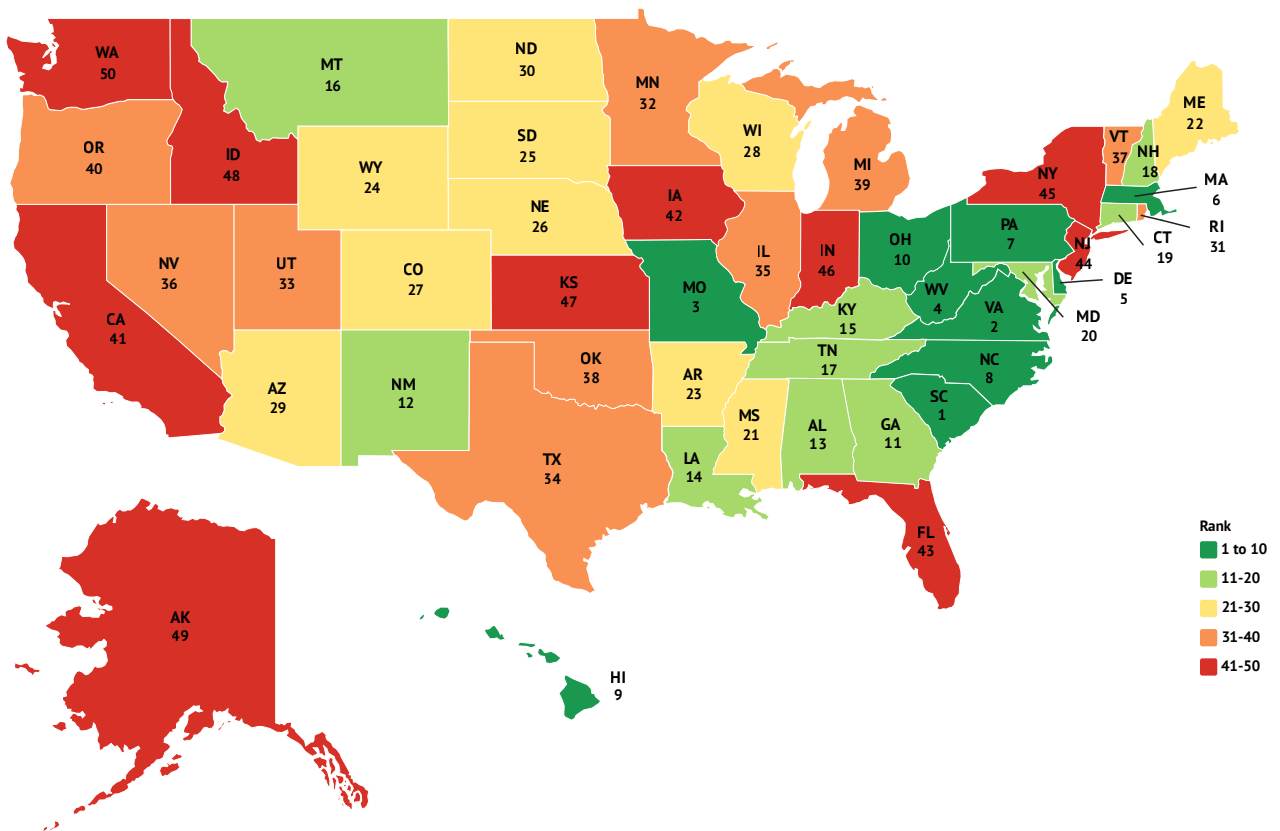 WA
50
MT
16
ND
30
MN
32
OR
40
ID
48
WY
24
SD
25
WI
28
MI
39
NY
45
VT
37
NH
18
ME
22
MA
6
RI
31
CT
19
NV
36
UT
33
CO
27
NE
26
IA
42
IL
35
IN
46
OH
10
PA
7
NJ
44
DE
5
MD
20
CA
41
KS
47
MO
3
KY
15
WV
4
VA
2
AZ
29
NM
12
OK
38
AR
23
TN
17
NC
8
SC
1
TX
34
LA
14
MS
21
AL
13
GA
11
FL
43
AK
49
HI
9
Rank
1 to 10
11-20
21-30
31-40
41-50